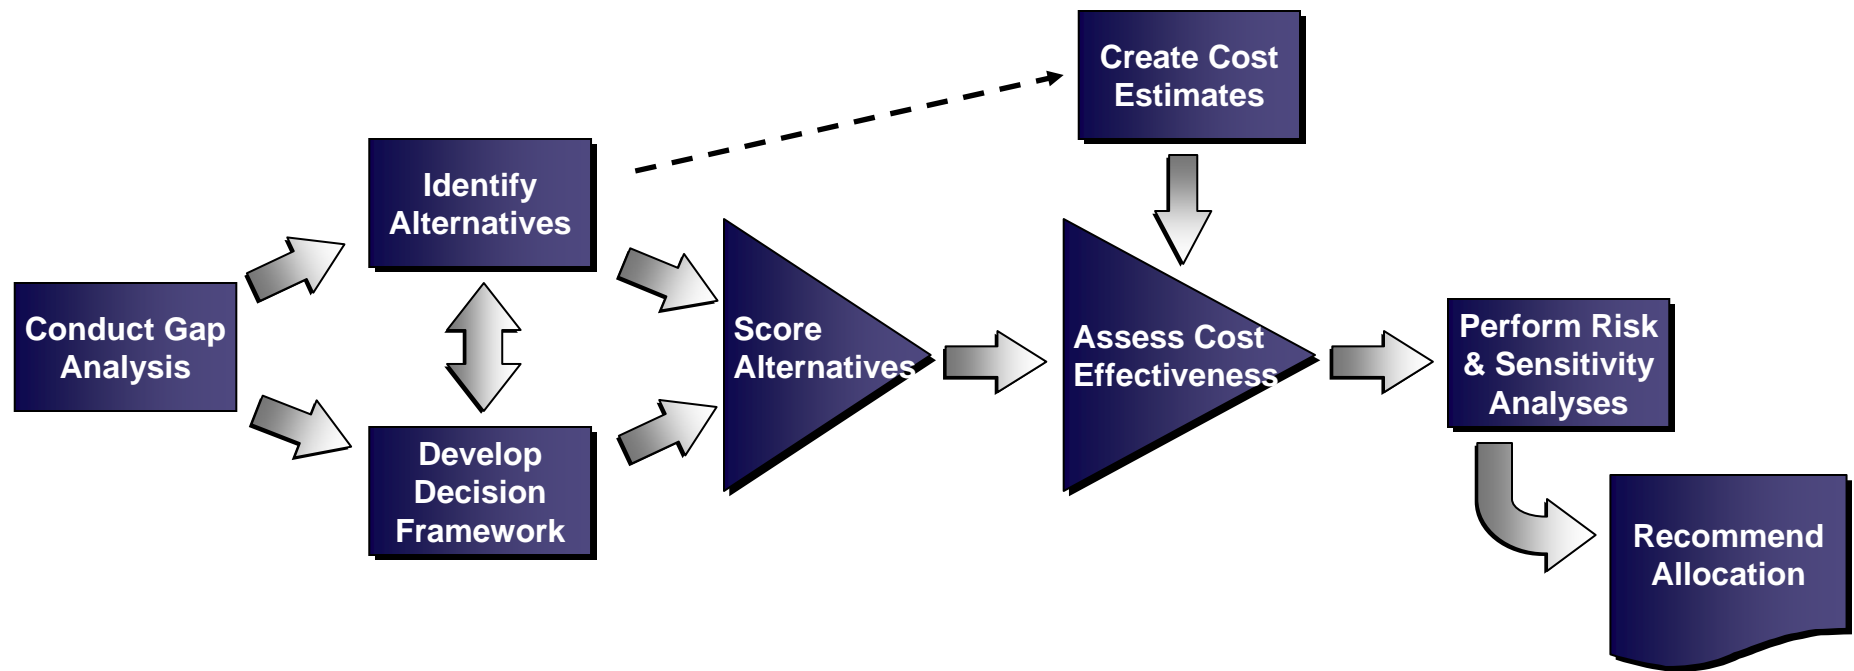 Create Cost
Estimates
Identify
Alternatives
Conduct Gap
Analysis
Develop
Decision
Framework
Score
Alternatives
Assess Cost
Effectiveness
Perform Risk
& Sensitivity
Analyses
Recommend
Allocation